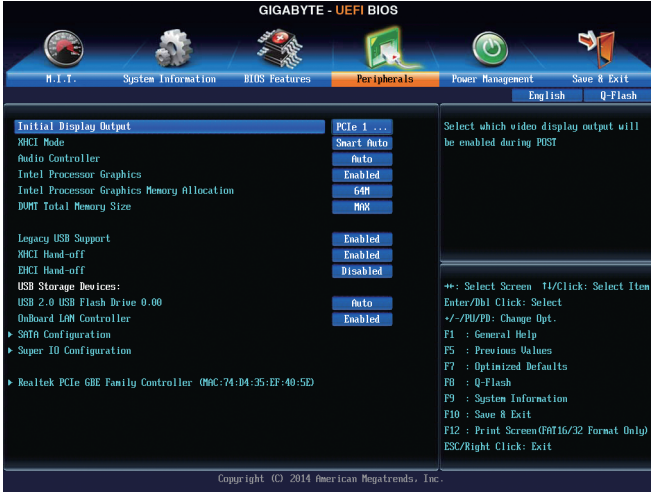 GIGABYTE - UEFI BIOS
M.I.T. System Information BIOS Features Peripherals Power Management Save & Exit
English Q-Flash
Initial Display Output PCIe 1 ...
XHCI Mode Smart Auto
Audio Controller Auto
Intel Processor Graphics Enabled
Intel Processor Graphics Memory Allocation 64M
DVMT Total Memory Size MAX
Legacy USB Support Enabled
XHCI Hand-off Enabled
EHCI Hand-off Disabled
USB Storage Devices:
USB 2.0 USB Flash Drive 0.00 Auto
OnBoard LAN Controller Enabled
SATA Configuration
Super IO Configuration
Realtek PCIe GBE Family Controller (MAC:74:D4:35:EF:40:5E)
Select which video display output will
be enabled during POST
→←: Select Screen ↑↓/Click: Select Item
Enter/Dbl Click: Select
+/-/PU/PD: Change Opt.
F1 : General Help
F5 : Previous Values
F7 : Optimized Defaults
F8 : Q-Flash
F9 : System Information
F10 : Save & Exit
F12 : Print Screen(FAT16/32 Format Only)
ESC/Right Click: Exit
Copyright (C) 2014 American Megatrends, Inc.